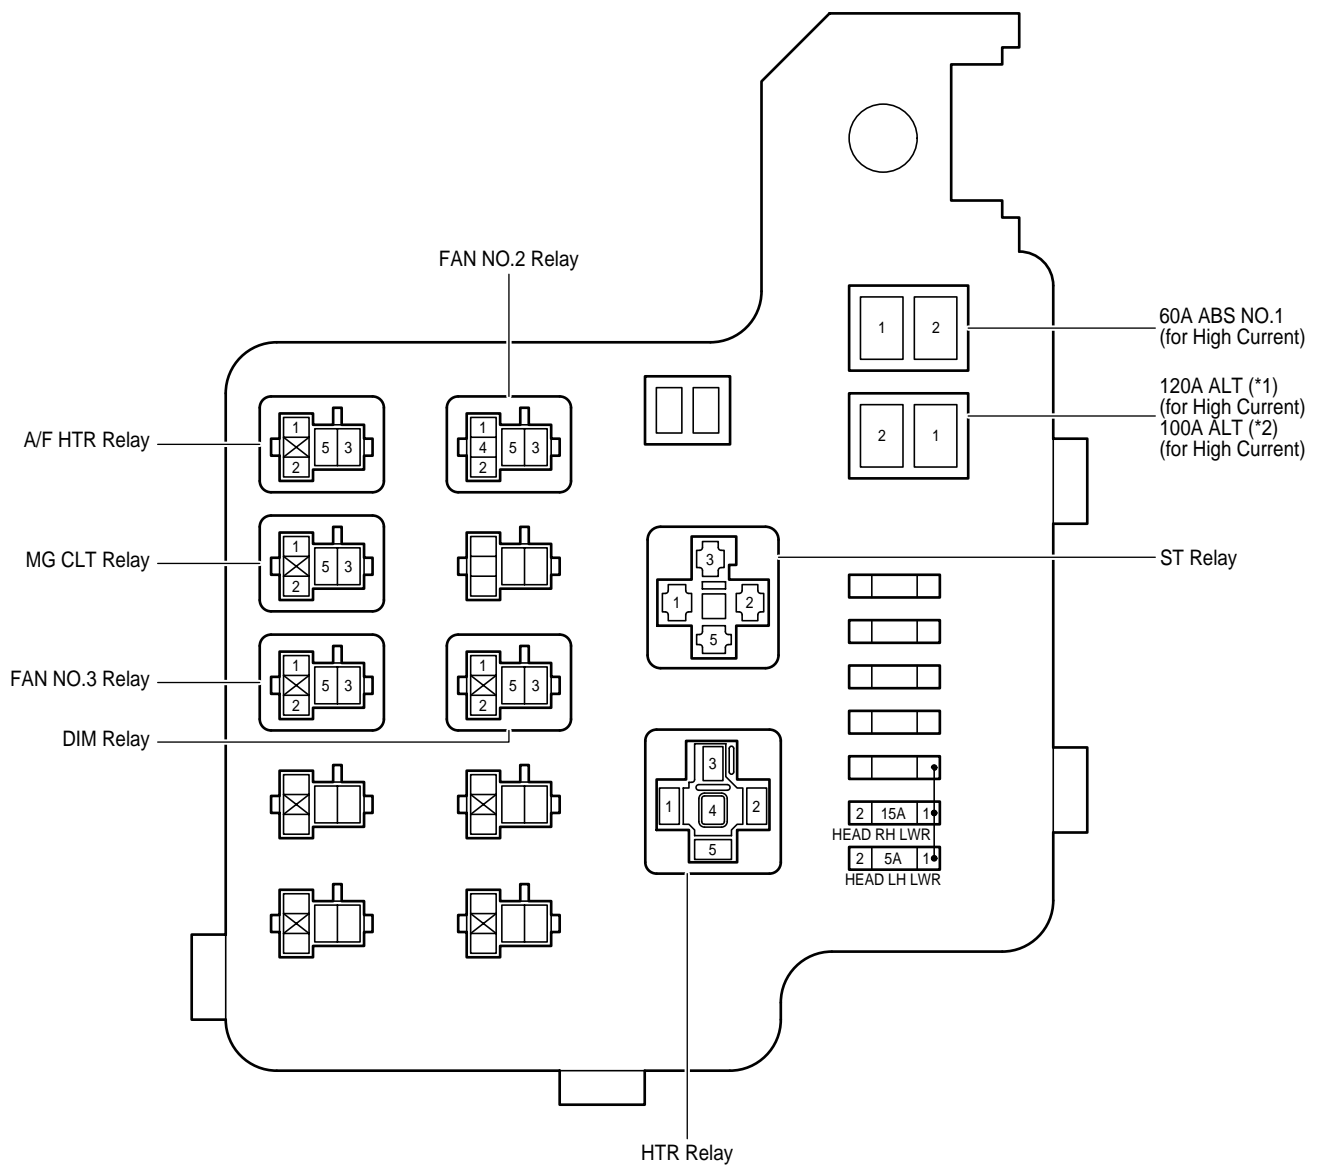 FAN NO.2 Relay
60A ABS NO.1
(for High Current)
120A ALT (*1)
(for High Current)
100A ALT (*2)
(for High Current)
1 2
2 1
A/F HTR Relay
1
5 3
2
1
4 5 3
2
MG CLT Relay
1
5 3
2
ST Relay
3
1 2
5
FAN NO.3 Relay
1
5 3
2
1
5 3
2
DIM Relay
3
1 4 2
5
2 15A 1
HEAD RH LWR
2 5A 1
HEAD LH LWR
HTR Relay